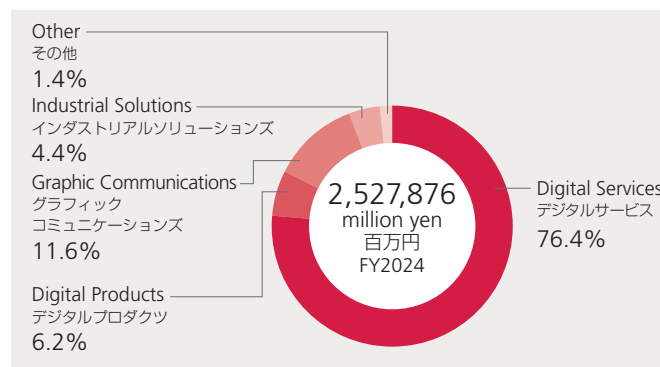 Other
その他
1.4%
Industrial Solutions
インダストリアルソリューションズ
4.4%
Graphic Communications
グラフィック
コミュニケーションズ
11.6%
Digital Products
デジタルプロダクツ
6.2%
2,527,876
million yen
百万円
FY2024
Digital Services
デジタルサービス
76.4%